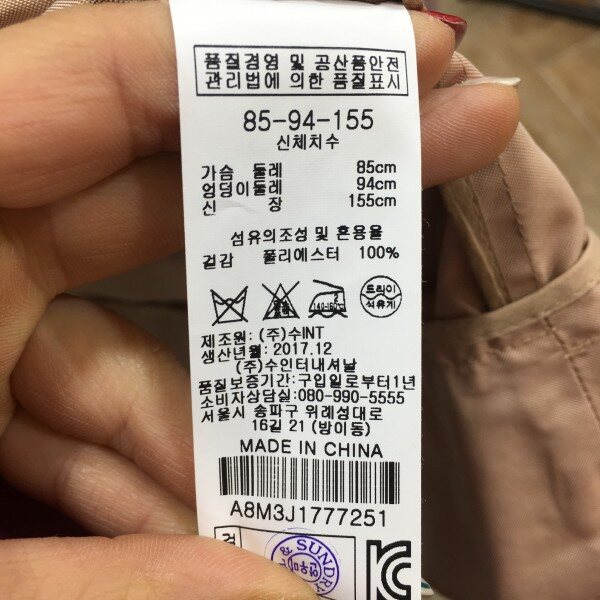 품질경영 및 공산품안전
관리법에 의한 품질표시
85-94-155
신체치수
가슴 둘레 85cm
엉덩이둘레 94cm
신 장 155cm
섬유의조성 및 혼용율
겉감 폴리에스터 100%
140-160℃
드라이
석유계
제조원: (주)수INT
생산년월: 2017.12
(주)수인터내셔날
품질보증기간: 구입일로부터1년
소비자상담실: 080-990-5555
서울시 송파구 위례성대로
16길 21 (방이동)
MADE IN CHINA
A8M3J1777251
검
SUNDR